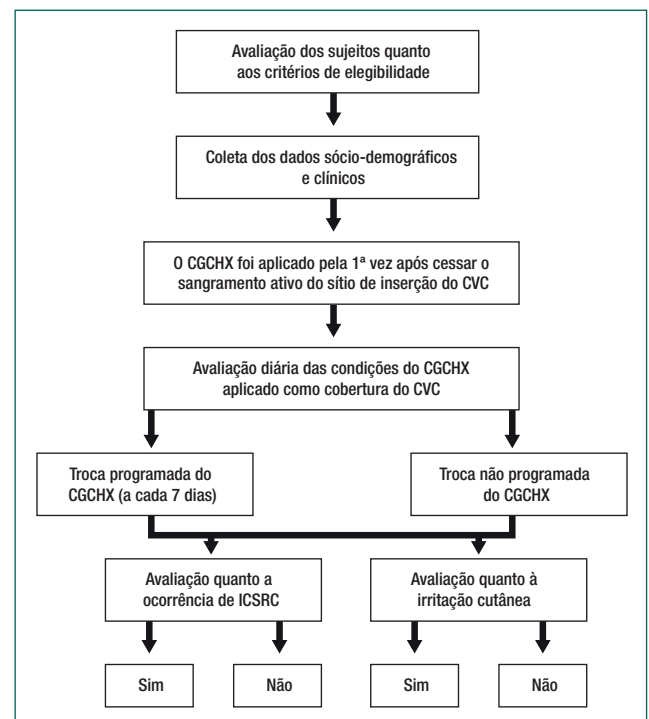 Avaliação dos sujeitos quanto
aos critérios de elegibilidade
Coleta dos dados sócio-demográficos
e clínicos
O CGCHX foi aplicado pela 1ª vez após cessar o
sangramento ativo do sítio de inserção do CVC
Avaliação diária das condições do CGCHX
aplicado como cobertura do CVC
Troca programada do
CGCHX (a cada 7 dias)
Troca não programada
do CGCHX
Avaliação quanto a
ocorrência de ICSRC
Avaliação quanto à
irritação cutânea
Sim
Não
Sim
Não